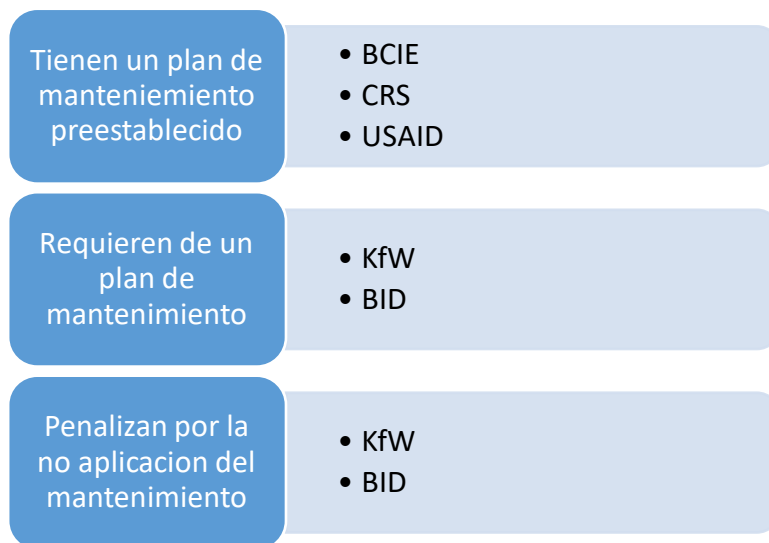 Tienen un plan de
manteniemiento
preestablecido
• BCIE
• CRS
• USAID
Requieren de un
plan de
mantenimiento
• KfW
• BID
Penalizan por la
no aplicacion del
mantenimiento
• KfW
• BID